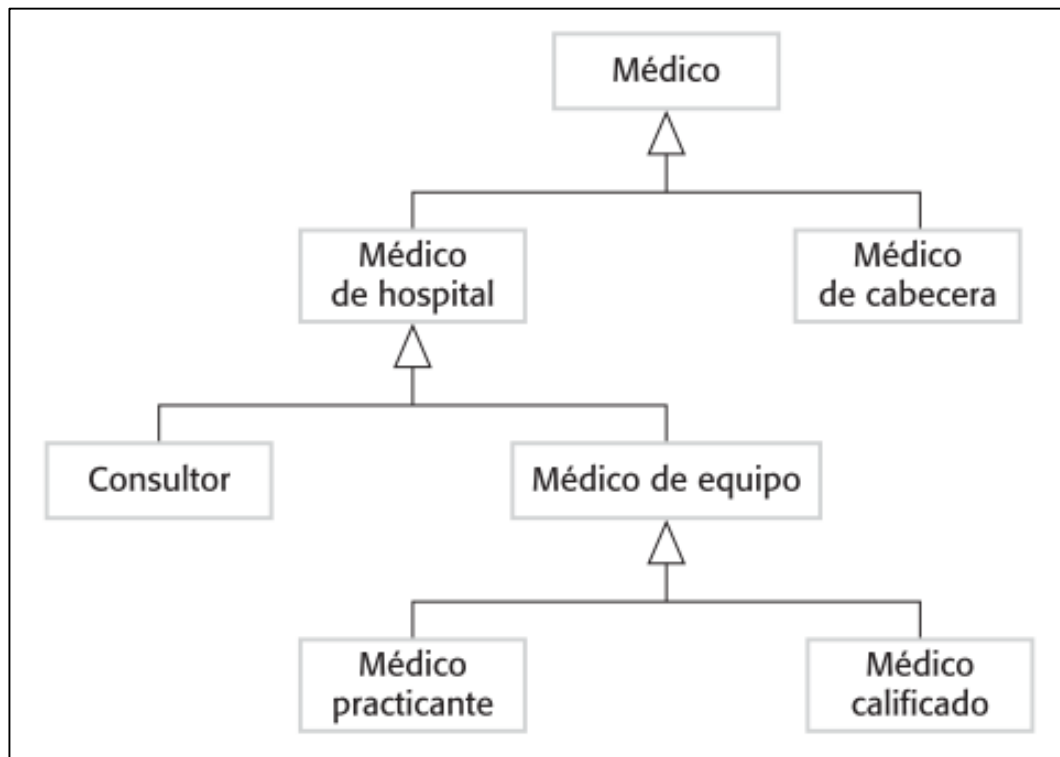 Médico
Médico
de hospital
Médico
de cabecera
Consultor
Médico de equipo
Médico
practicante
Médico
calificado